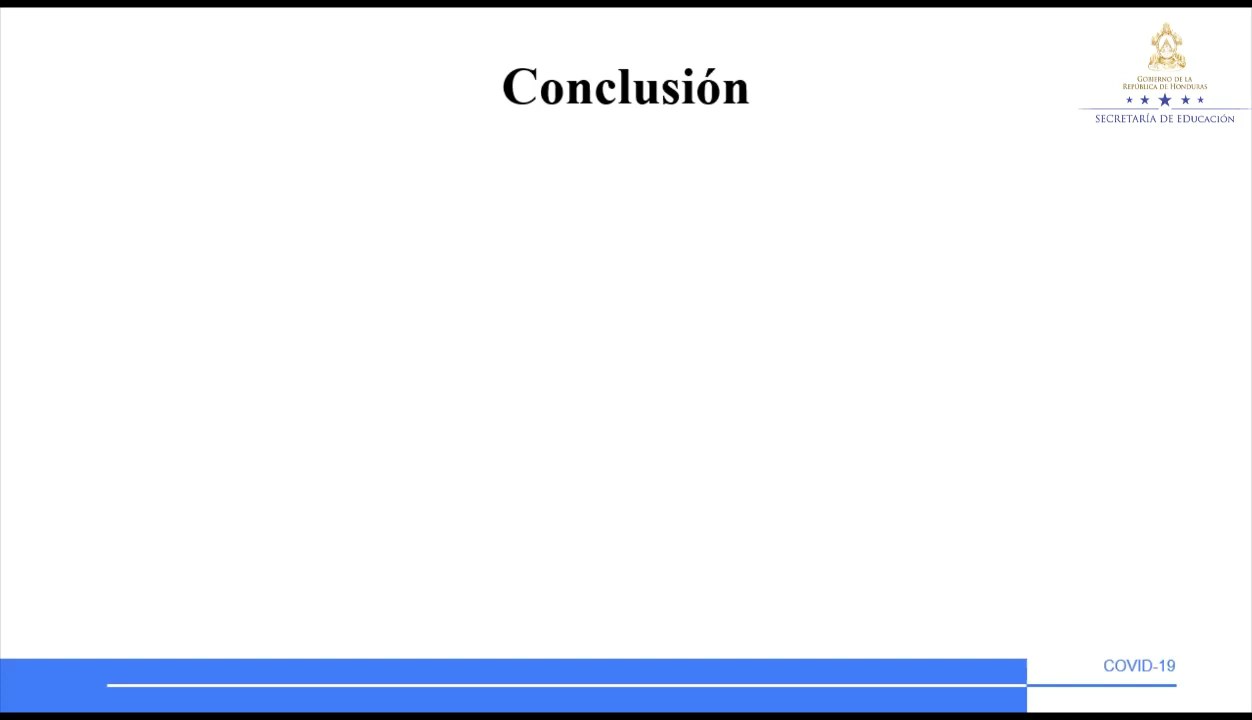 Conclusión
GOBIERNO DE LA
REPÚBLICA DE HONDURAS
SECRETARÍA DE EDUCACIÓN
COVID-19